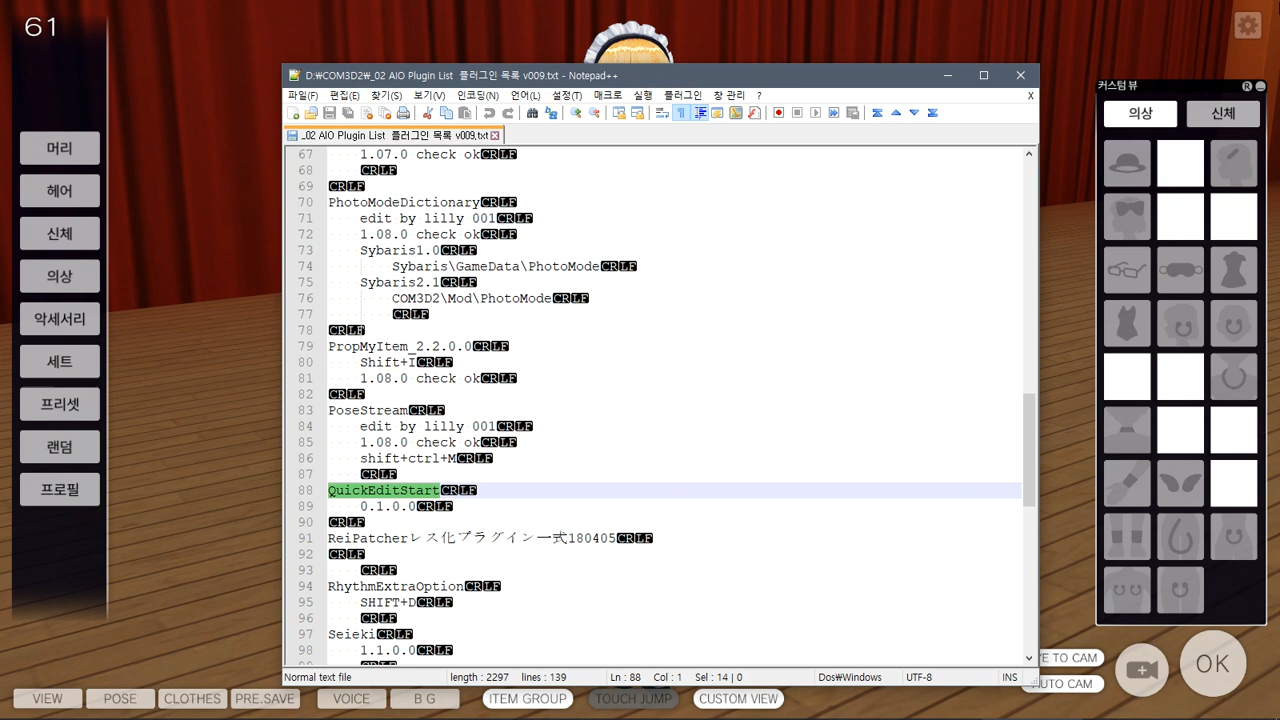 61
D:\COM3D2\_02 AIO Plugin List 플러그인 목록 v009.txt - Notepad++
파일(F) 편집(E) 찾기(S) 보기(V) 인코딩(N) 언어(L) 설정(T) 매크로 실행 플러그인 창 관리 ? X
_02 AIO Plugin List 플러그인 목록 v009.txt
67 1.07.0 check okCRLF
68 CRLF
69 CRLF
70 PhotoModeDictionaryCRLF
71 edit by lilly 001CRLF
72 1.08.0 check okCRLF
73 Sybaris1.0CRLF
74 Sybaris\GameData\PhotoModeCRLF
75 Sybaris2.1CRLF
76 COM3D2\Mod\PhotoModeCRLF
77 CRLF
78 CRLF
79 PropMyItem_2.2.0.0CRLF
80 Shift+ICRLF
81 1.08.0 check okCRLF
82 CRLF
83 PoseStreamCRLF
84 edit by lilly 001CRLF
85 1.08.0 check okCRLF
86 shift+ctrl+MCRLF
87 CRLF
88 QuickEditStartCRLF
89 0.1.0.0CRLF
90 CRLF
91 ReiPatcherレス化プラグイン一式180405CRLF
92 CRLF
93 CRLF
94 RhythmExtraOptionCRLF
95 SHIFT+DCRLF
96 CRLF
97 SeiekiCRLF
98 1.1.0.0CRLF
Normal text file length : 2297 lines : 139 Ln : 88 Col : 1 Sel : 14 | 0 Dos\Windows UTF-8 INS
머리
헤어
신체
의상
악세서리
세트
프리셋
랜덤
프로필
커스텀 뷰 R
의상 신체
TO CAM
AUTO CAM
OK
VIEW POSE CLOTHES PRE.SAVE VOICE B G ITEM GROUP TOUCH JUMP CUSTOM VIEW